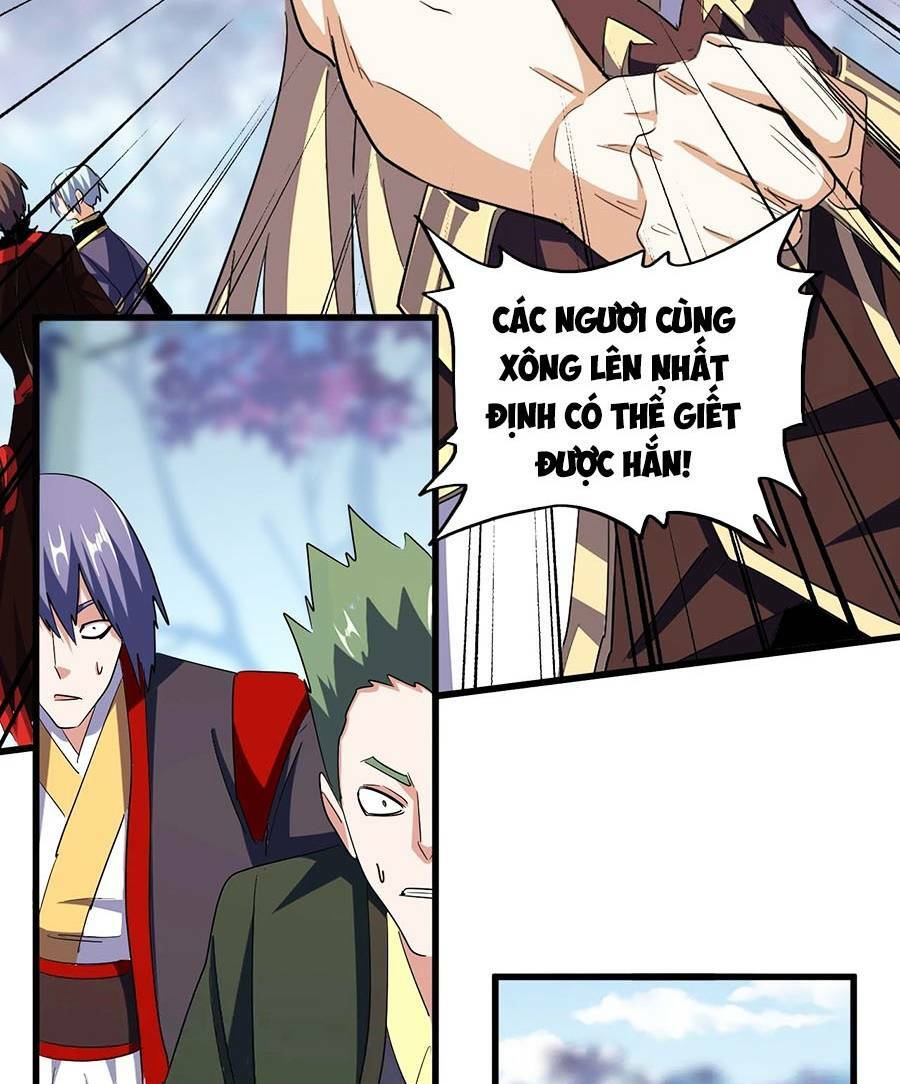 CÁC NGƯƠI CÙNG
XÔNG LÊN NHẤT
ĐỊNH CÓ THỂ GIẾT
ĐƯỢC HẮN!